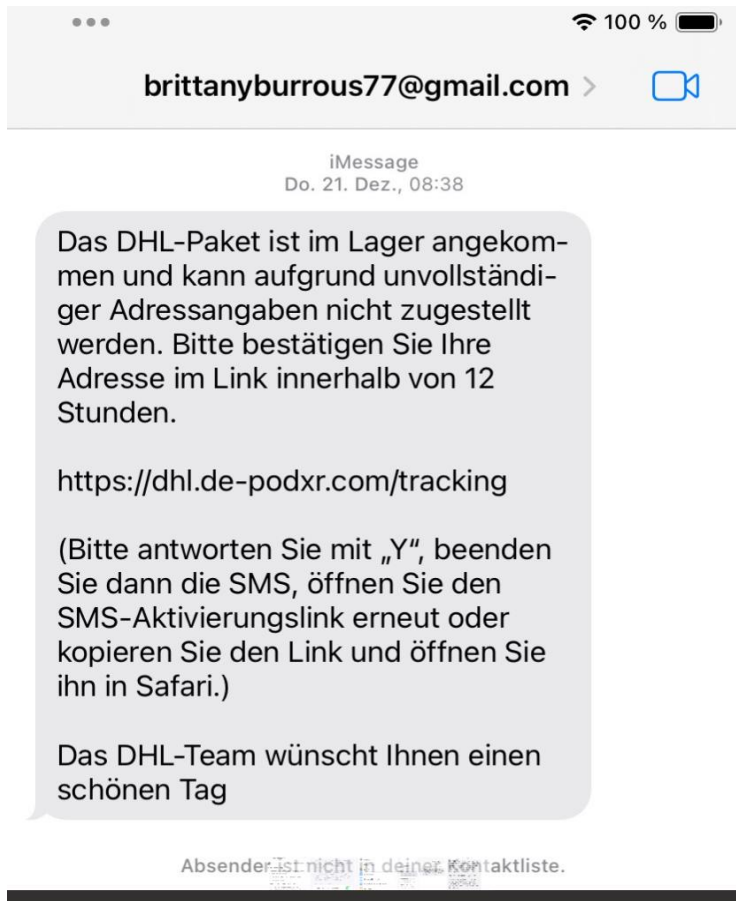 100 %
brittanyburrous77@gmail.com
iMessage
Do. 21. Dez., 08:38
Das DHL-Paket ist im Lager angekom-
men und kann aufgrund unvollständi-
ger Adressangaben nicht zugestellt
werden. Bitte bestätigen Sie Ihre
Adresse im Link innerhalb von 12
Stunden.
https://dhl.de-podxr.com/tracking
(Bitte antworten Sie mit „Y“, beenden
Sie dann die SMS, öffnen Sie den
SMS-Aktivierungslink erneut oder
kopieren Sie den Link und öffnen Sie
ihn in Safari.)
Das DHL-Team wünscht Ihnen einen
schönen Tag
Absender ist nicht in deiner Kontaktliste.